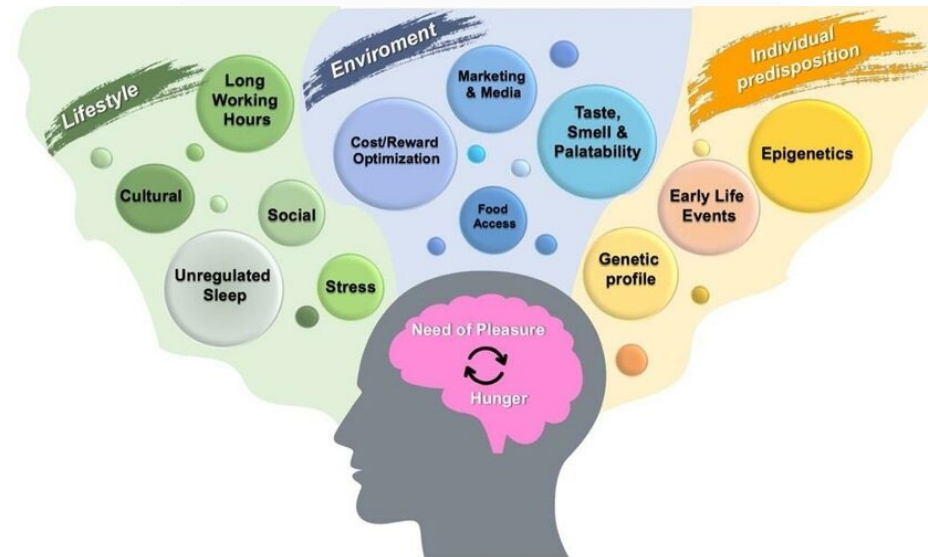 Lifestyle
Long
Working
Hours
Cultural
Social
Unregulated
Sleep
Stress
Enviroment
Marketing
& Media
Cost/Reward
Optimization
Taste,
Smell &
Palatability
Food
Access
Individual
predisposition
Epigenetics
Early Life
Events
Genetic
profile
Need of Pleasure
Hunger